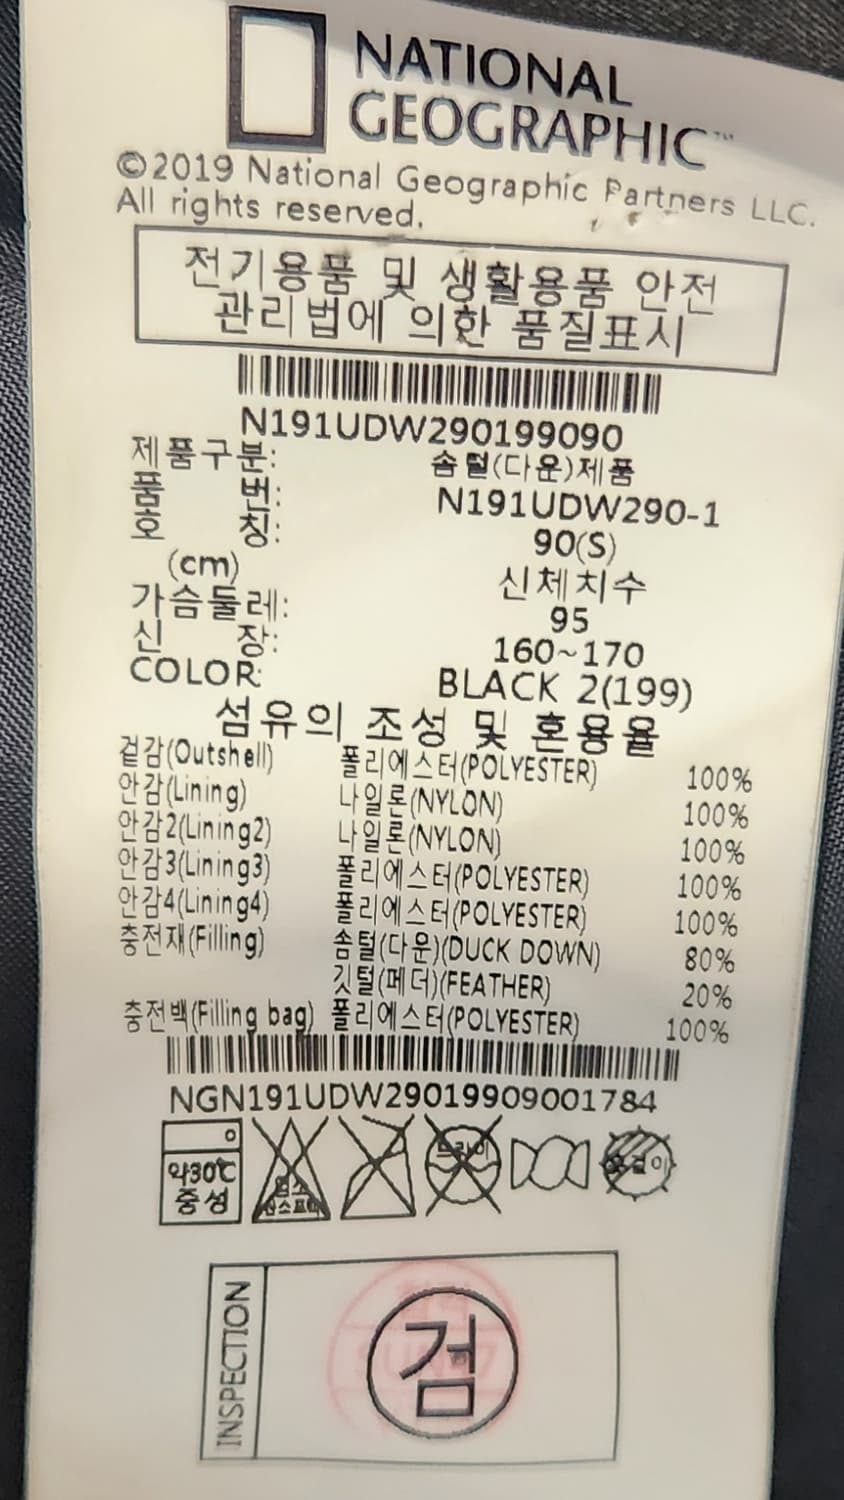 NATIONAL
GEOGRAPHIC™
©2019 National Geographic Partners LLC.
All rights reserved.
전기용품 및 생활용품 안전
관리법에 의한 품질표시
N191UDW290199090
제품구분: 솜털(다운)제품
품 번: N191UDW290-1
호 칭: 90(S)
(cm) 신체치수
가슴둘레: 95
신 장: 160~170
COLOR: BLACK 2(199)
섬유의 조성 및 혼용율
겉감(Outshell) 폴리에스터(POLYESTER) 100%
안감(Lining) 나일론(NYLON) 100%
안감2(Lining2) 나일론(NYLON) 100%
안감3(Lining3) 폴리에스터(POLYESTER) 100%
안감4(Lining4) 폴리에스터(POLYESTER) 100%
충전재(Filling) 솜털(다운)(DUCK DOWN) 80%
깃털(페더)(FEATHER) 20%
충전백(Filling bag) 폴리에스터(POLYESTER) 100%
NGN191UDW29019909001784
약30℃
중성
드라이
옷걸이
INSPECTION
검